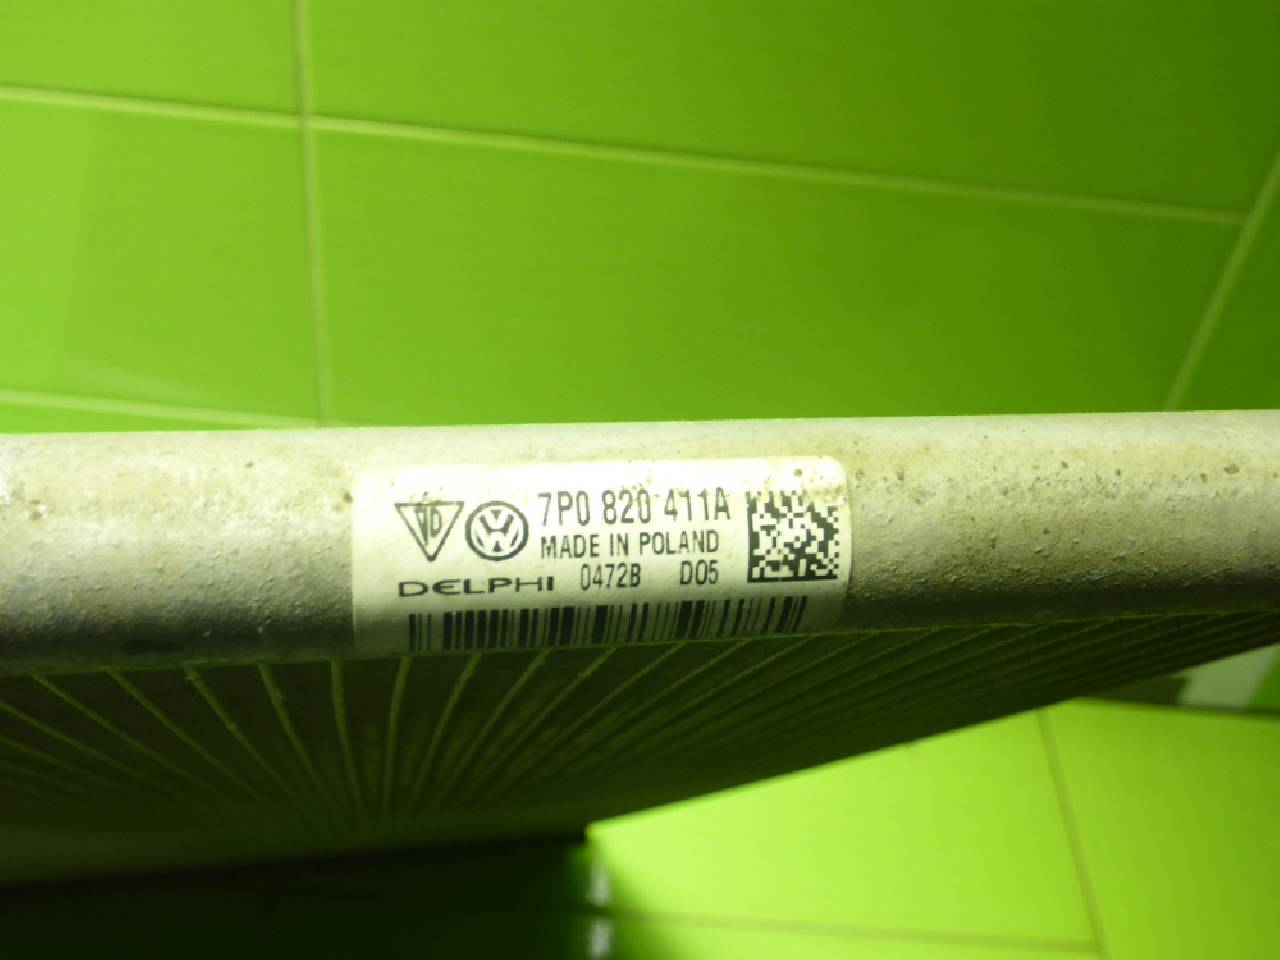 7P0 820 411A
MADE IN POLAND
DELPHI 0472B D05